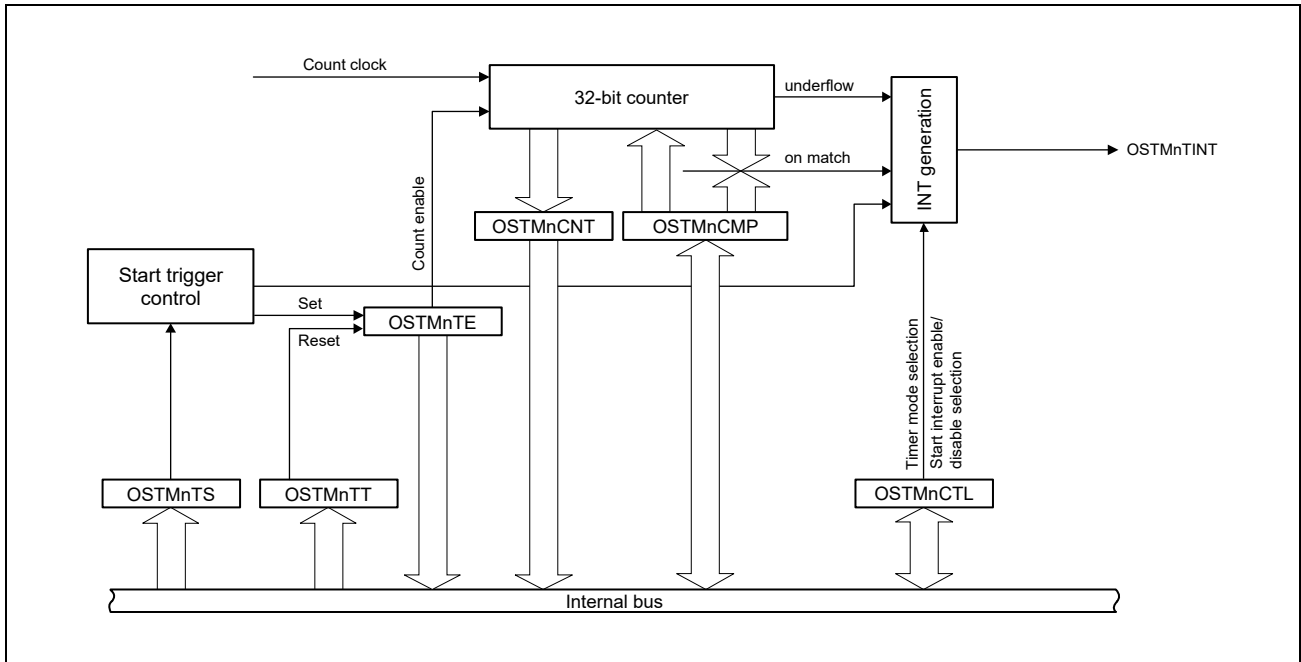 Count clock
32-bit counter
underflow
INT generation
OSTMnTINT
on match
Count enable
OSTMnCNT
OSTMnCMP
Start trigger
control
Set
OSTMnTE
Reset
Timer mode selection
Start interrupt enable/
disable selection
OSTMnTS
OSTMnTT
OSTMnCTL
Internal bus